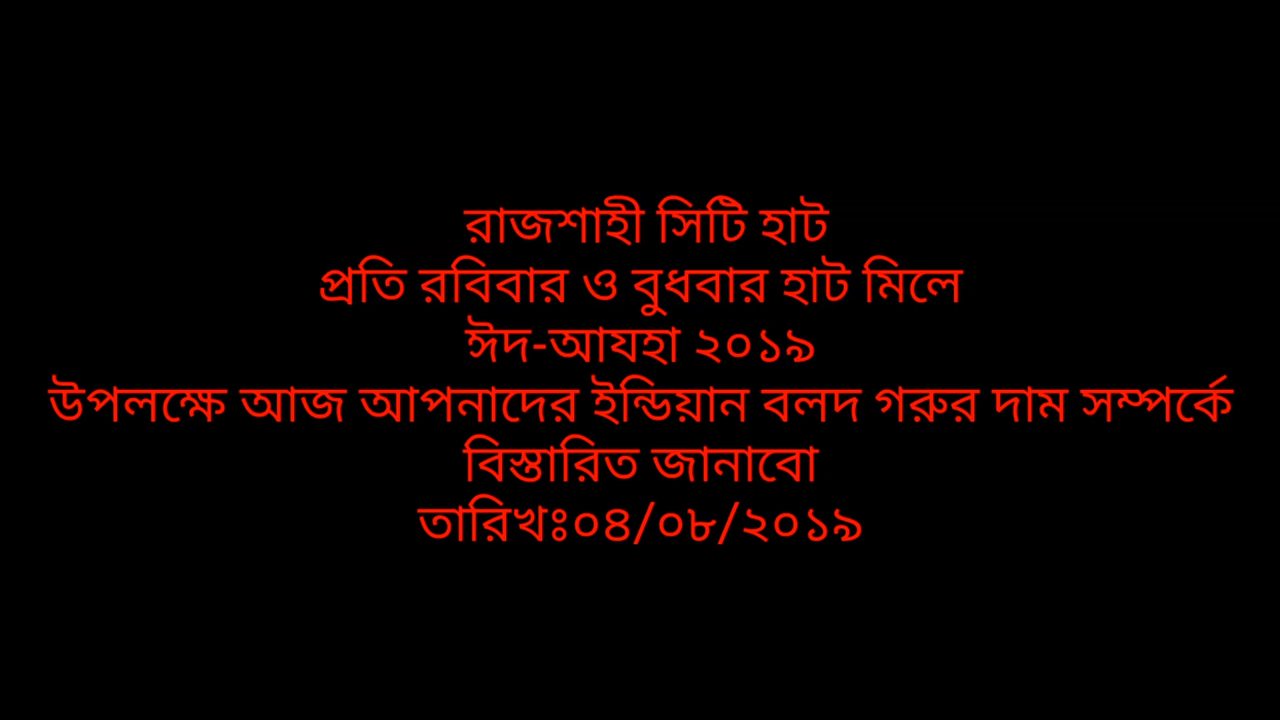 রাজশাহী সিটি হাট
প্রতি রবিবার ও বুধবার হাট মিলে
ঈদ-আযহা ২০১৯
উপলক্ষে আজ আপনাদের ইন্ডিয়ান বলদ গরুর দাম সম্পর্কে
বিস্তারিত জানাবো
তারিখঃ০৪/০৮/২০১৯